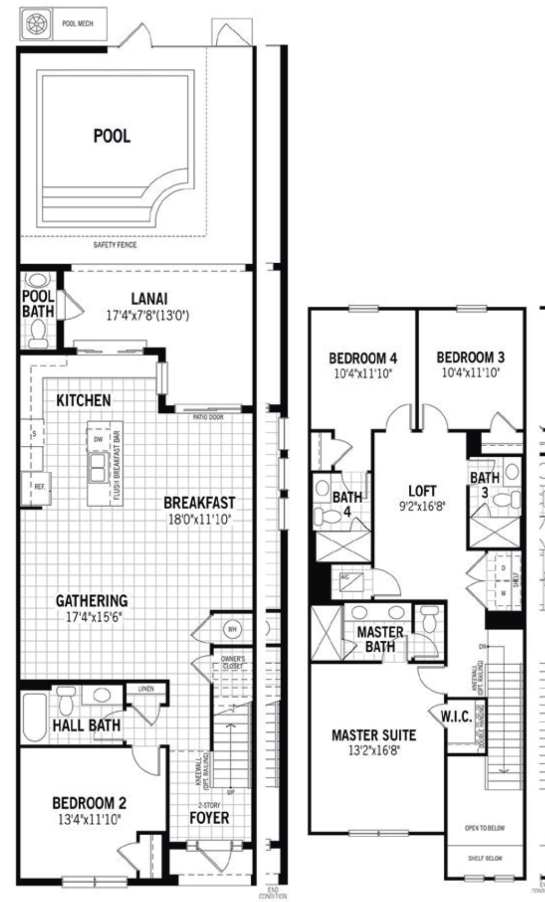 POOL MECH
POOL
SAFETY FENCE
POOL
BATH
LANAI
17'4"x7'8"(13'0")
KITCHEN
PATIO DOOR
S
DW
FLUSH BREAKFAST BAR
REF.
BREAKFAST
18'0"x11'10"
GATHERING
17'4"x15'6"
WH
OWNER'S
CLOSET
LINEN
HALL BATH
KNEEWALL
(OPT. RAILING)
UP
BEDROOM 2
13'4"x11'10"
2-STORY
FOYER
END
CONDITION
BEDROOM 4
10'4"x11'10"
BEDROOM 3
10'4"x11'10"
BATH
4
LOFT
9'2"x16'8"
BATH
3
A/C
D
W
SHELF
MASTER
BATH
DN
KNEEWALL
(OPT. RAILING)
W.I.C.
DOUBLE HANGING
MASTER SUITE
13'2"x16'8"
OPEN TO BELOW
SHELF BELOW